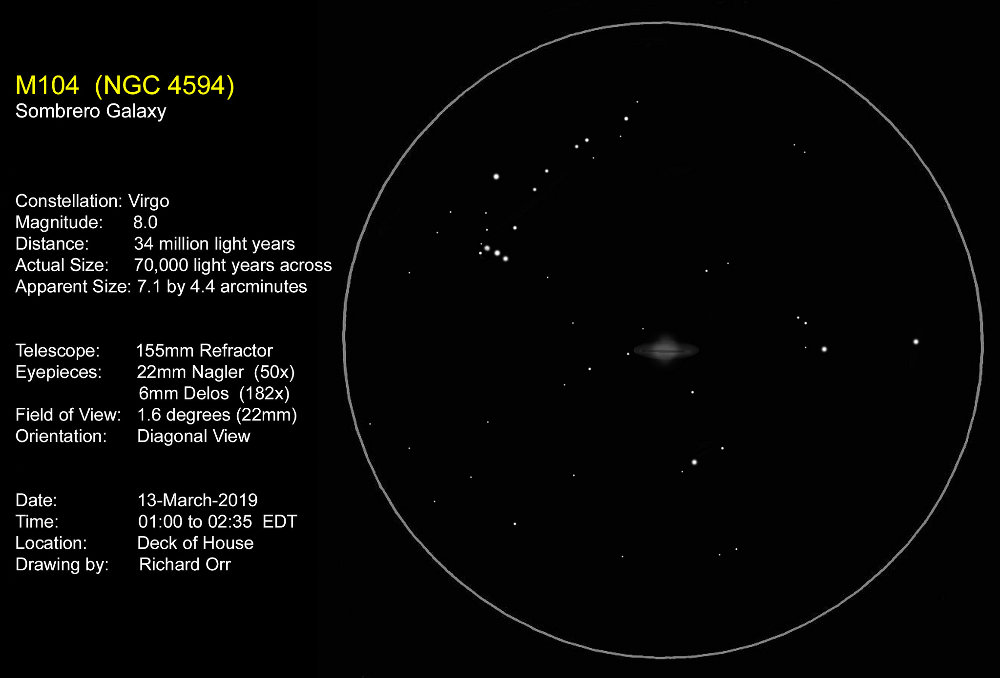 M104 (NGC 4594)
Sombrero Galaxy
Constellation: Virgo
Magnitude: 8.0
Distance: 34 million light years
Actual Size: 70,000 light years across
Apparent Size: 7.1 by 4.4 arcminutes
Telescope: 155mm Refractor
Eyepieces: 22mm Nagler (50x)
6mm Delos (182x)
Field of View: 1.6 degrees (22mm)
Orientation: Diagonal View
Date: 13-March-2019
Time: 01:00 to 02:35 EDT
Location: Deck of House
Drawing by: Richard Orr